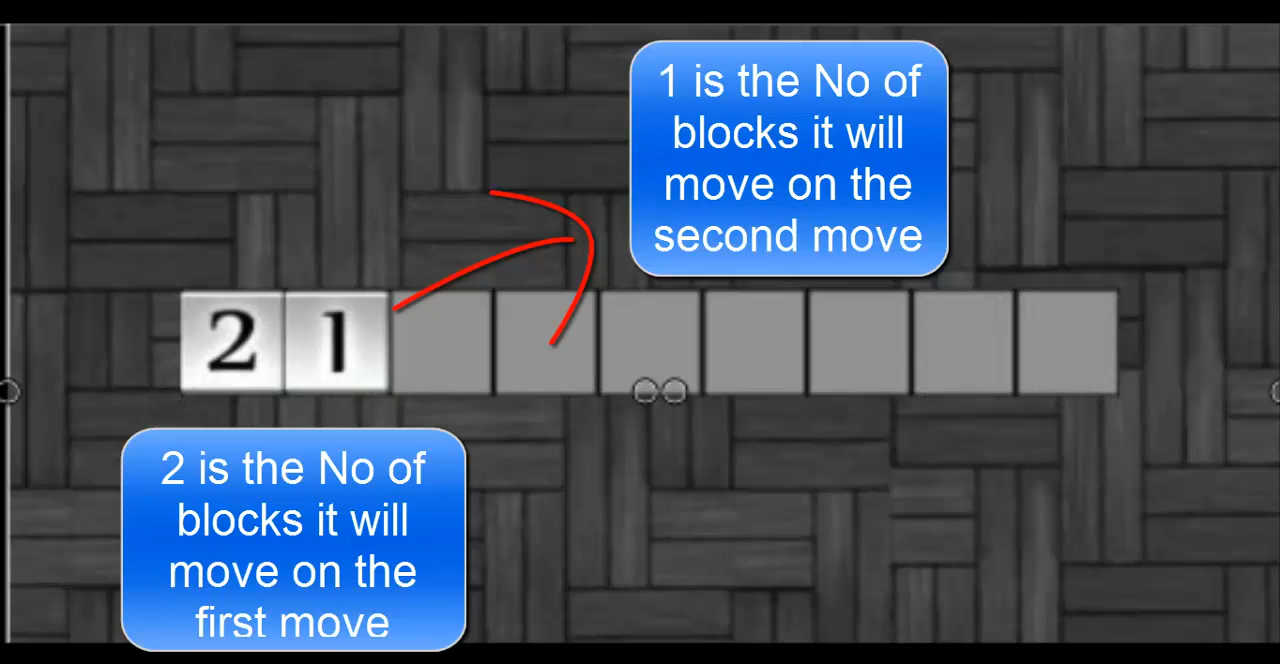 1 is the No of
blocks it will
move on the
second move
2 1
2 is the No of
blocks it will
move on the
first move